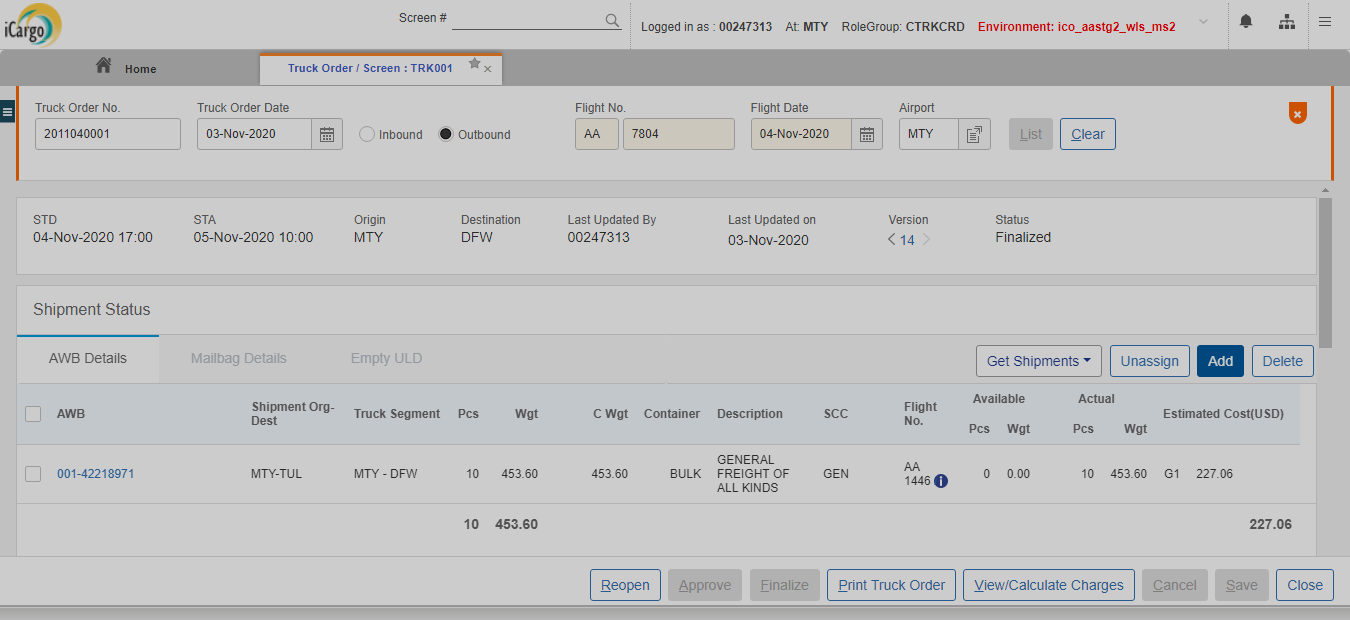 iCargo
Screen #
Logged in as : 00247313 At: MTY RoleGroup: CTRKCRD Environment: ico_aastg2_wls_ms2
Home
Truck Order / Screen : TRK001
Truck Order No.
2011040001
Truck Order Date
03-Nov-2020
Inbound
Outbound
Flight No.
AA 7804
Flight Date
04-Nov-2020
Airport
MTY
List
Clear
STD
04-Nov-2020 17:00
STA
05-Nov-2020 10:00
Origin
MTY
Destination
DFW
Last Updated By
00247313
Last Updated on
03-Nov-2020
Version
14
Status
Finalized
Shipment Status
AWB Details
Mailbag Details
Empty ULD
Get Shipments
Unassign
Add
Delete
AWB
Shipment Org-
Dest
Truck Segment
Pcs
Wgt
C Wgt
Container
Description
SCC
Flight
No.
Available
Pcs Wgt
Actual
Pcs Wgt
Estimated Cost(USD)
001-42218971
MTY-TUL
MTY - DFW
10
453.60
453.60
BULK
GENERAL
FREIGHT OF
ALL KINDS
GEN
AA
1446
0
0.00
10
453.60
G1
227.06
10 453.60 227.06
Reopen
Approve
Finalize
Print Truck Order
View/Calculate Charges
Cancel
Save
Close